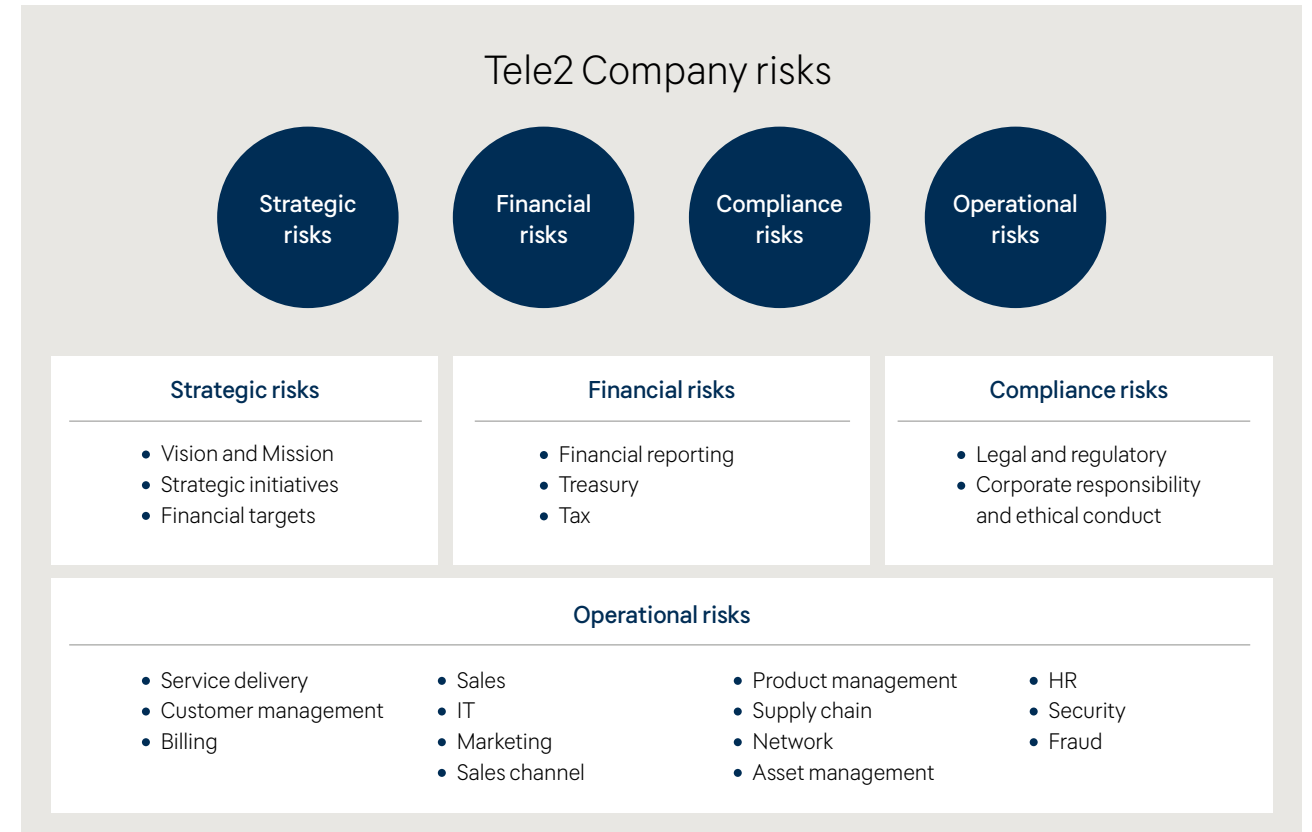 Tele2 Company risks
Strategic
risks
Financial
risks
Compliance
risks
Operational
risks
Strategic risks
• Vision and Mission
• Strategic initiatives
• Financial targets
Financial risks
• Financial reporting
• Treasury
• Tax
Compliance risks
• Legal and regulatory
• Corporate responsibility
and ethical conduct
Operational risks
• Service delivery
• Customer management
• Billing
• Sales
• IT
• Marketing
• Sales channel
• Product management
• Supply chain
• Network
• Asset management
• HR
• Security
• Fraud